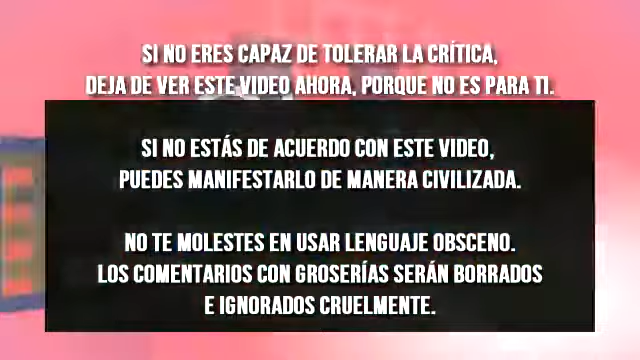 SI NO ERES CAPAZ DE TOLERAR LA CRÍTICA,
DEJA DE VER ESTE VIDEO AHORA, PORQUE NO ES PARA TI.
SI NO ESTÁS DE ACUERDO CON ESTE VIDEO,
PUEDES MANIFESTARLO DE MANERA CIVILIZADA.
NO TE MOLESTES EN USAR LENGUAJE OBSCENO.
LOS COMENTARIOS CON GROSERÍAS SERÁN BORRADOS
E IGNORADOS CRUELMENTE.